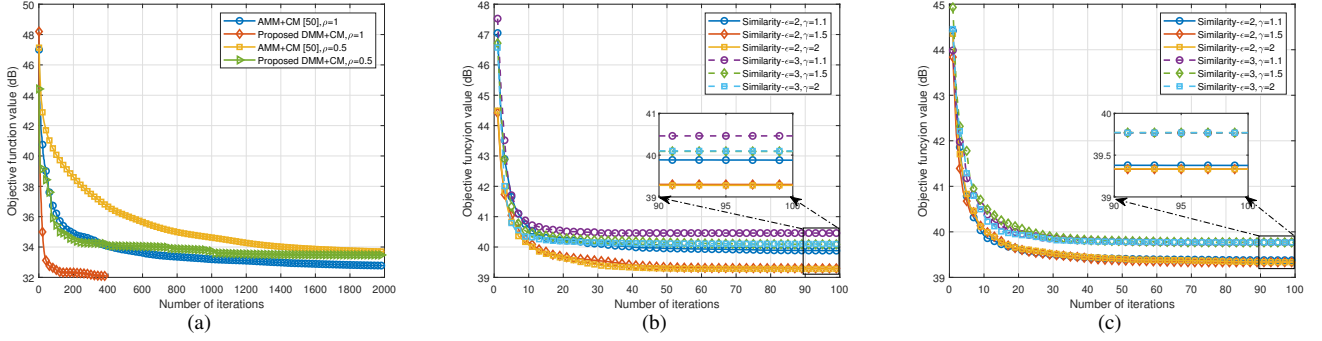 50
48
46
44
42
40
38
36
34
32
0 200 400 600 800 1000 1200 1400 1600 1800 2000
Objective function value (dB)
Number of iterations
AMM+CM [50],ρ=1
Proposed DMM+CM,ρ=1
AMM+CM [50],ρ=0.5
Proposed DMM+CM,ρ=0.5
(a)
48
47
46
45
44
43
42
41
40
39
0 10 20 30 40 50 60 70 80 90 100
Objective funcyion value (dB)
Number of iterations
Similarity-ϵ=2,γ=1.1
Similarity-ϵ=2,γ=1.5
Similarity-ϵ=2,γ=2
Similarity-ϵ=3,γ=1.1
Similarity-ϵ=3,γ=1.5
Similarity-ϵ=3,γ=2
41
40
39
90 95 100
(b)
45
44
43
42
41
40
39
0 10 20 30 40 50 60 70 80 90 100
Objective funcyion value (dB)
Number of iterations
Similarity-ϵ=2,γ=1.1
Similarity-ϵ=2,γ=1.5
Similarity-ϵ=2,γ=2
Similarity-ϵ=3,γ=1.1
Similarity-ϵ=3,γ=1.5
Similarity-ϵ=3,γ=2
40
39.5
39
90 95 100
(c)